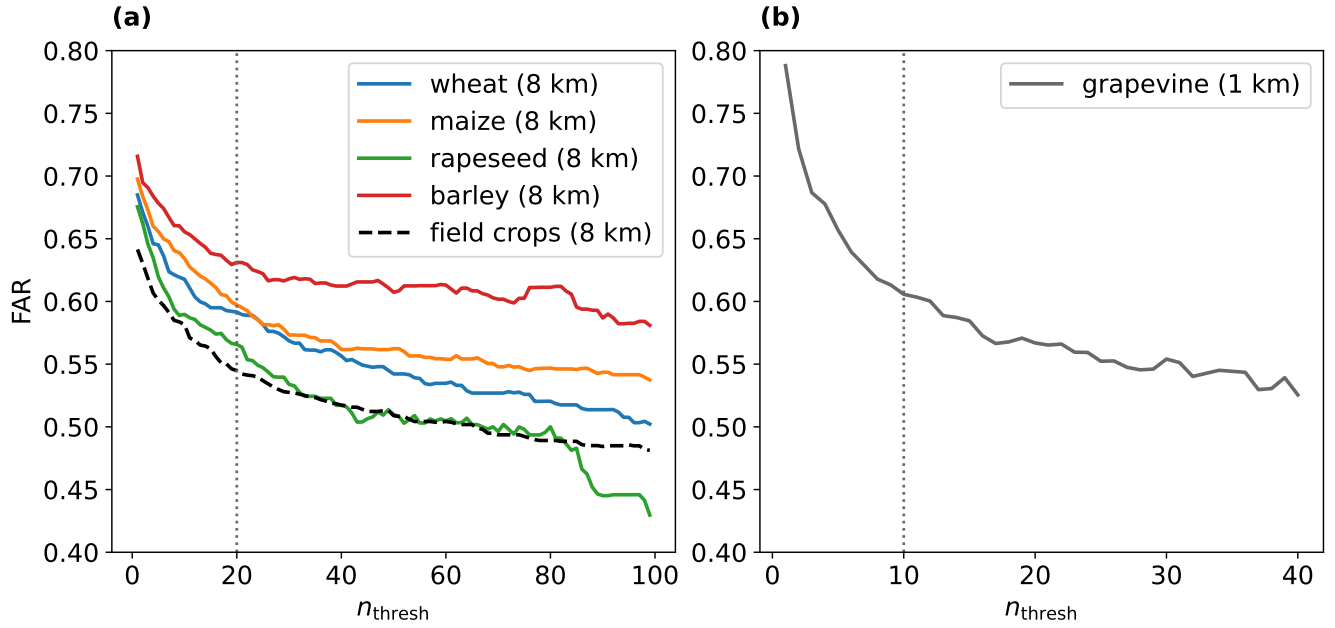 (a)
0.80
0.75
0.70
0.65
0.60
0.55
0.50
0.45
0.40
FAR
wheat (8 km)
maize (8 km)
rapeseed (8 km)
barley (8 km)
field crops (8 km)
0 20 40 60 80 100
n_thresh
(b)
0.80
0.75
0.70
0.65
0.60
0.55
0.50
0.45
0.40
grapevine (1 km)
0 10 20 30 40
n_thresh